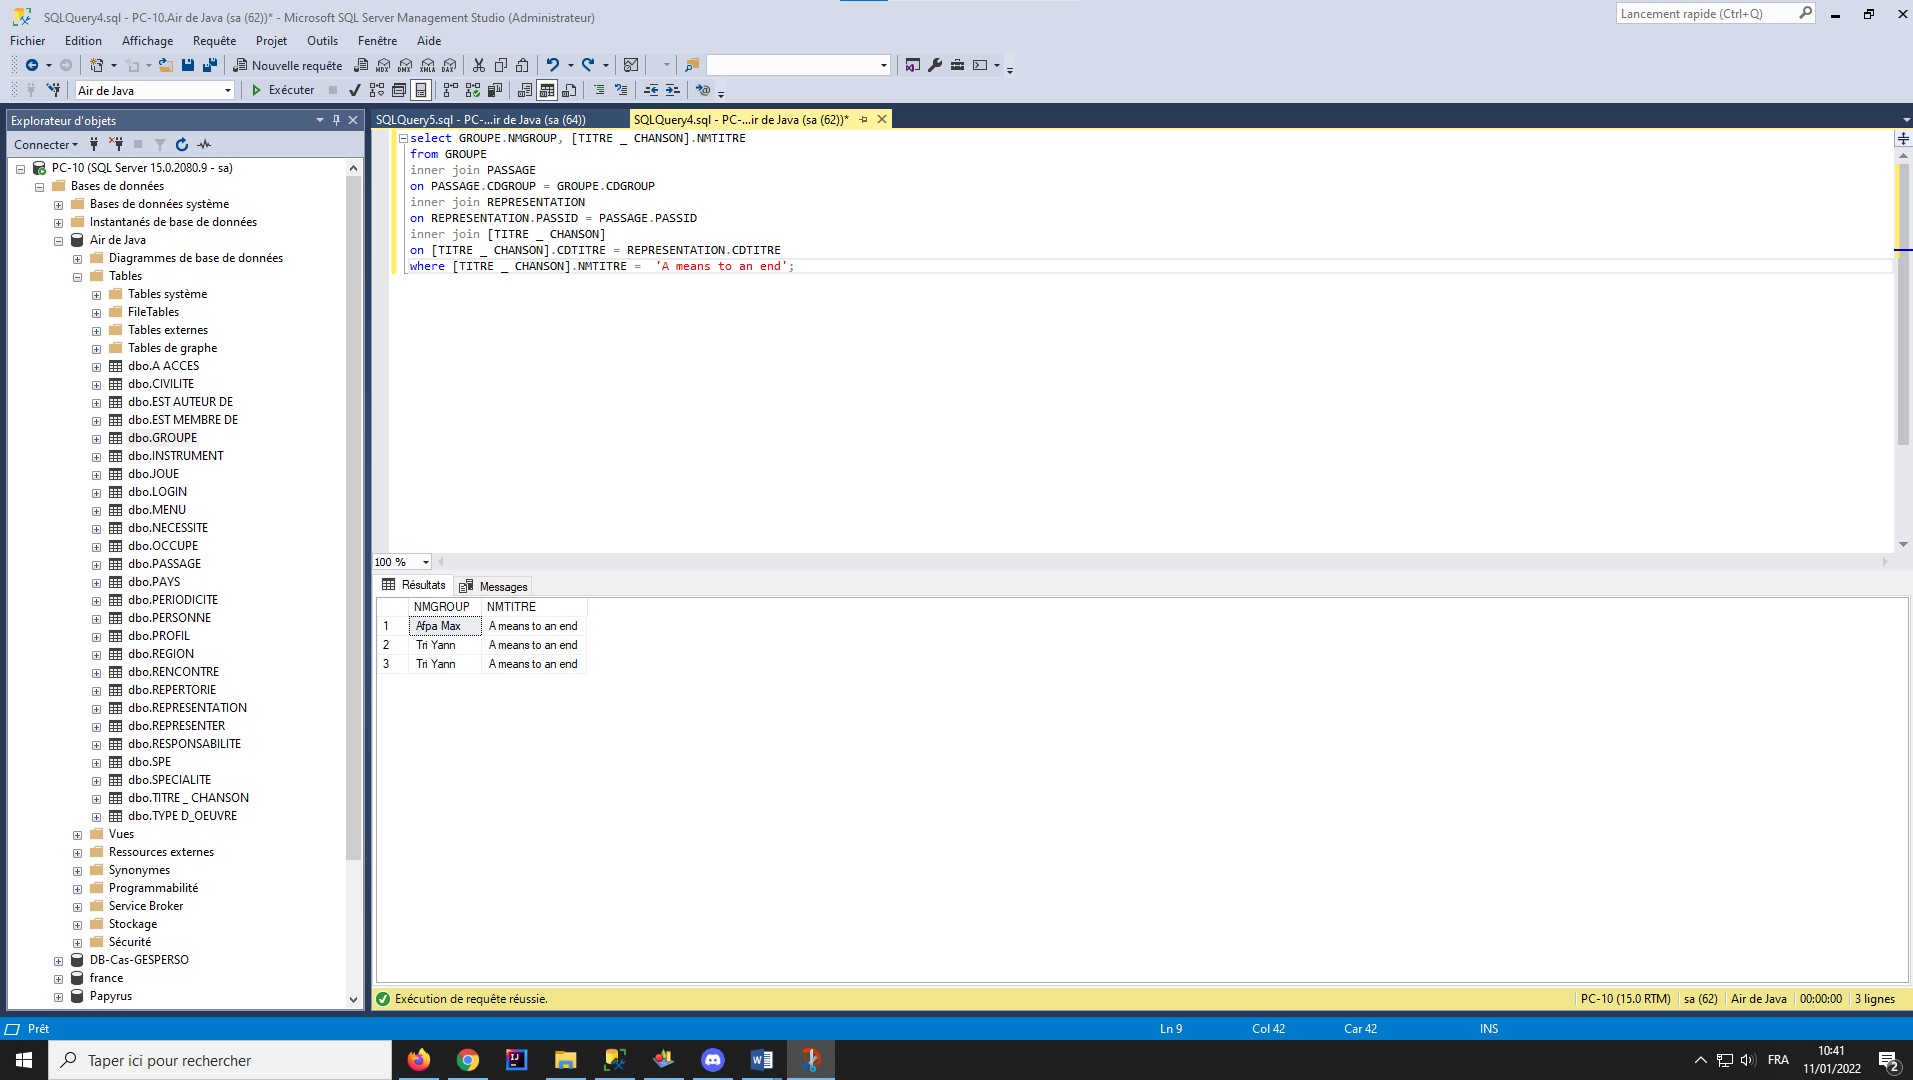 SQLQuery4.sql - PC-10.Air de Java (sa (62))* - Microsoft SQL Server Management Studio (Administrateur)
Lancement rapide (Ctrl+Q)
Fichier Edition Affichage Requête Projet Outils Fenêtre Aide
Nouvelle requête
MDX DMX XMLA DAX
Air de Java
Exécuter
Explorateur d'objets
Connecter
PC-10 (SQL Server 15.0.2080.9 - sa)
Bases de données
Bases de données système
Instantanés de base de données
Air de Java
Diagrammes de base de données
Tables
Tables système
FileTables
Tables externes
Tables de graphe
dbo.A ACCES
dbo.CIVILITE
dbo.EST AUTEUR DE
dbo.EST MEMBRE DE
dbo.GROUPE
dbo.INSTRUMENT
dbo.JOUE
dbo.LOGIN
dbo.MENU
dbo.NECESSITE
dbo.OCCUPE
dbo.PASSAGE
dbo.PAYS
dbo.PERIODICITE
dbo.PERSONNE
dbo.PROFIL
dbo.REGION
dbo.RENCONTRE
dbo.REPERTORIE
dbo.REPRESENTATION
dbo.REPRESENTER
dbo.RESPONSABILITE
dbo.SPE
dbo.SPECIALITE
dbo.TITRE _ CHANSON
dbo.TYPE D_OEUVRE
Vues
Ressources externes
Synonymes
Programmabilité
Service Broker
Stockage
Sécurité
DB-Cas-GESPERSO
france
Papyrus
SQLQuery5.sql - PC-...ir de Java (sa (64))
SQLQuery4.sql - PC-...ir de Java (sa (62))*
select GROUPE.NMGROUP, [TITRE _ CHANSON].NMTITRE
from GROUPE
inner join PASSAGE
on PASSAGE.CDGROUP = GROUPE.CDGROUP
inner join REPRESENTATION
on REPRESENTATION.PASSID = PASSAGE.PASSID
inner join [TITRE _ CHANSON]
on [TITRE _ CHANSON].CDTITRE = REPRESENTATION.CDTITRE
where [TITRE _ CHANSON].NMTITRE =  'A means to an end';
100 %
Résultats Messages
NMGROUP NMTITRE
1 Afpa Max A means to an end
2 Tri Yann A means to an end
3 Tri Yann A means to an end
Exécution de requête réussie.
PC-10 (15.0 RTM) sa (62) Air de Java 00:00:00 3 lignes
Prêt
Ln 9 Col 42 Car 42 INS
Taper ici pour rechercher
FRA
10:41
11/01/2022
2